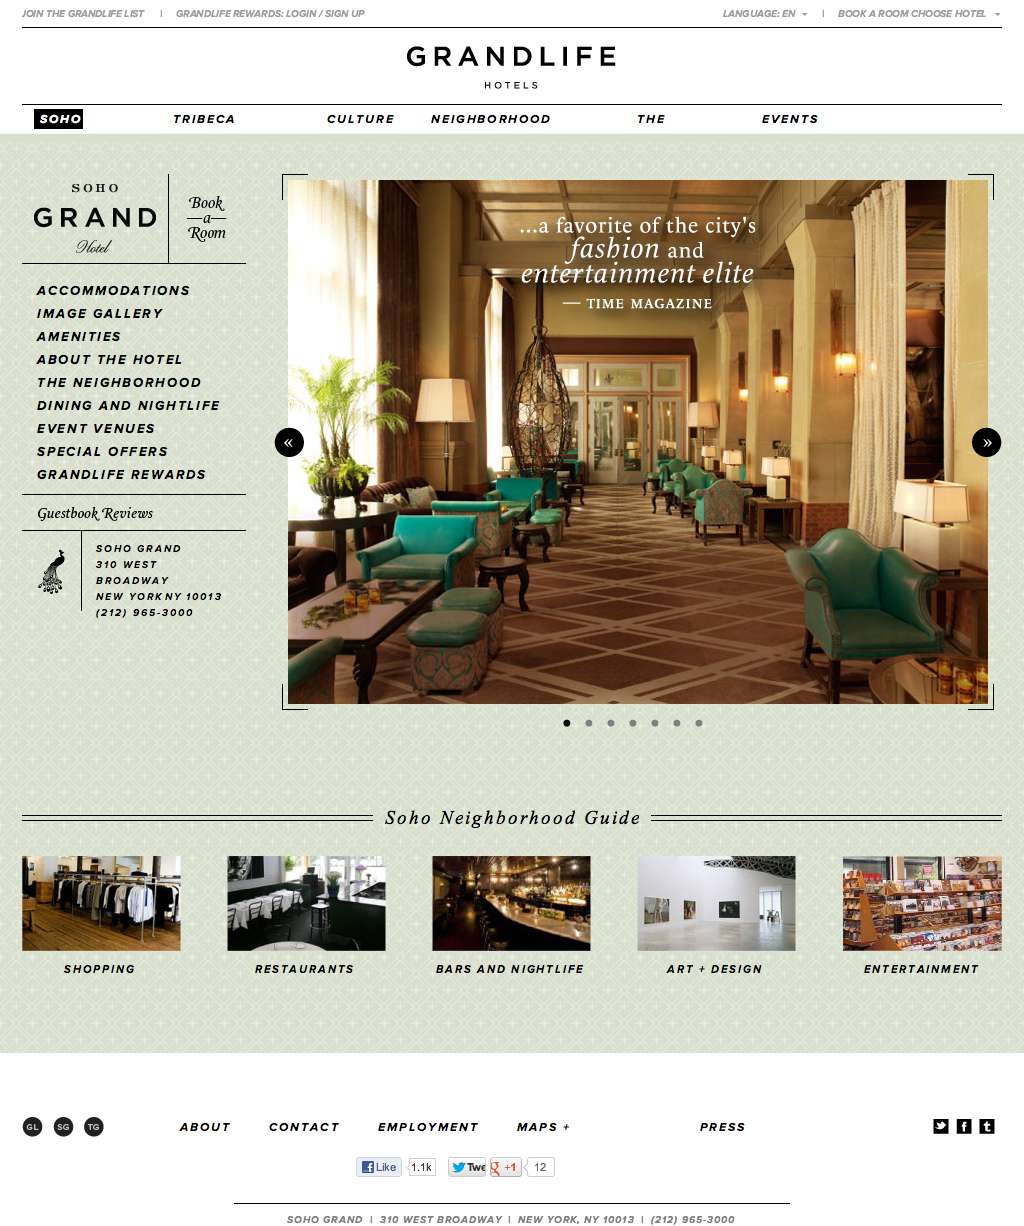 JOIN THE GRANDLIFE LIST | GRANDLIFE REWARDS: LOGIN / SIGN UP LANGUAGE: EN | BOOK A ROOM CHOOSE HOTEL
GRANDLIFE
HOTELS
SOHO TRIBECA CULTURE NEIGHBORHOOD THE EVENTS
SOHO
GRAND
Hotel
Book
—a—
Room
ACCOMMODATIONS
IMAGE GALLERY
AMENITIES
ABOUT THE HOTEL
THE NEIGHBORHOOD
DINING AND NIGHTLIFE
EVENT VENUES
SPECIAL OFFERS
GRANDLIFE REWARDS
Guestbook Reviews
SOHO GRAND
310 WEST
BROADWAY
NEW YORK NY 10013
(212) 965-3000
...a favorite of the city's
fashion and
entertainment elite
— TIME MAGAZINE
« »
Soho Neighborhood Guide
SHOPPING RESTAURANTS BARS AND NIGHTLIFE ART + DESIGN ENTERTAINMENT
GL SG TG ABOUT CONTACT EMPLOYMENT MAPS + PRESS
Like 1.1k Twe +1 12
SOHO GRAND | 310 WEST BROADWAY | NEW YORK, NY 10013 | (212) 965-3000